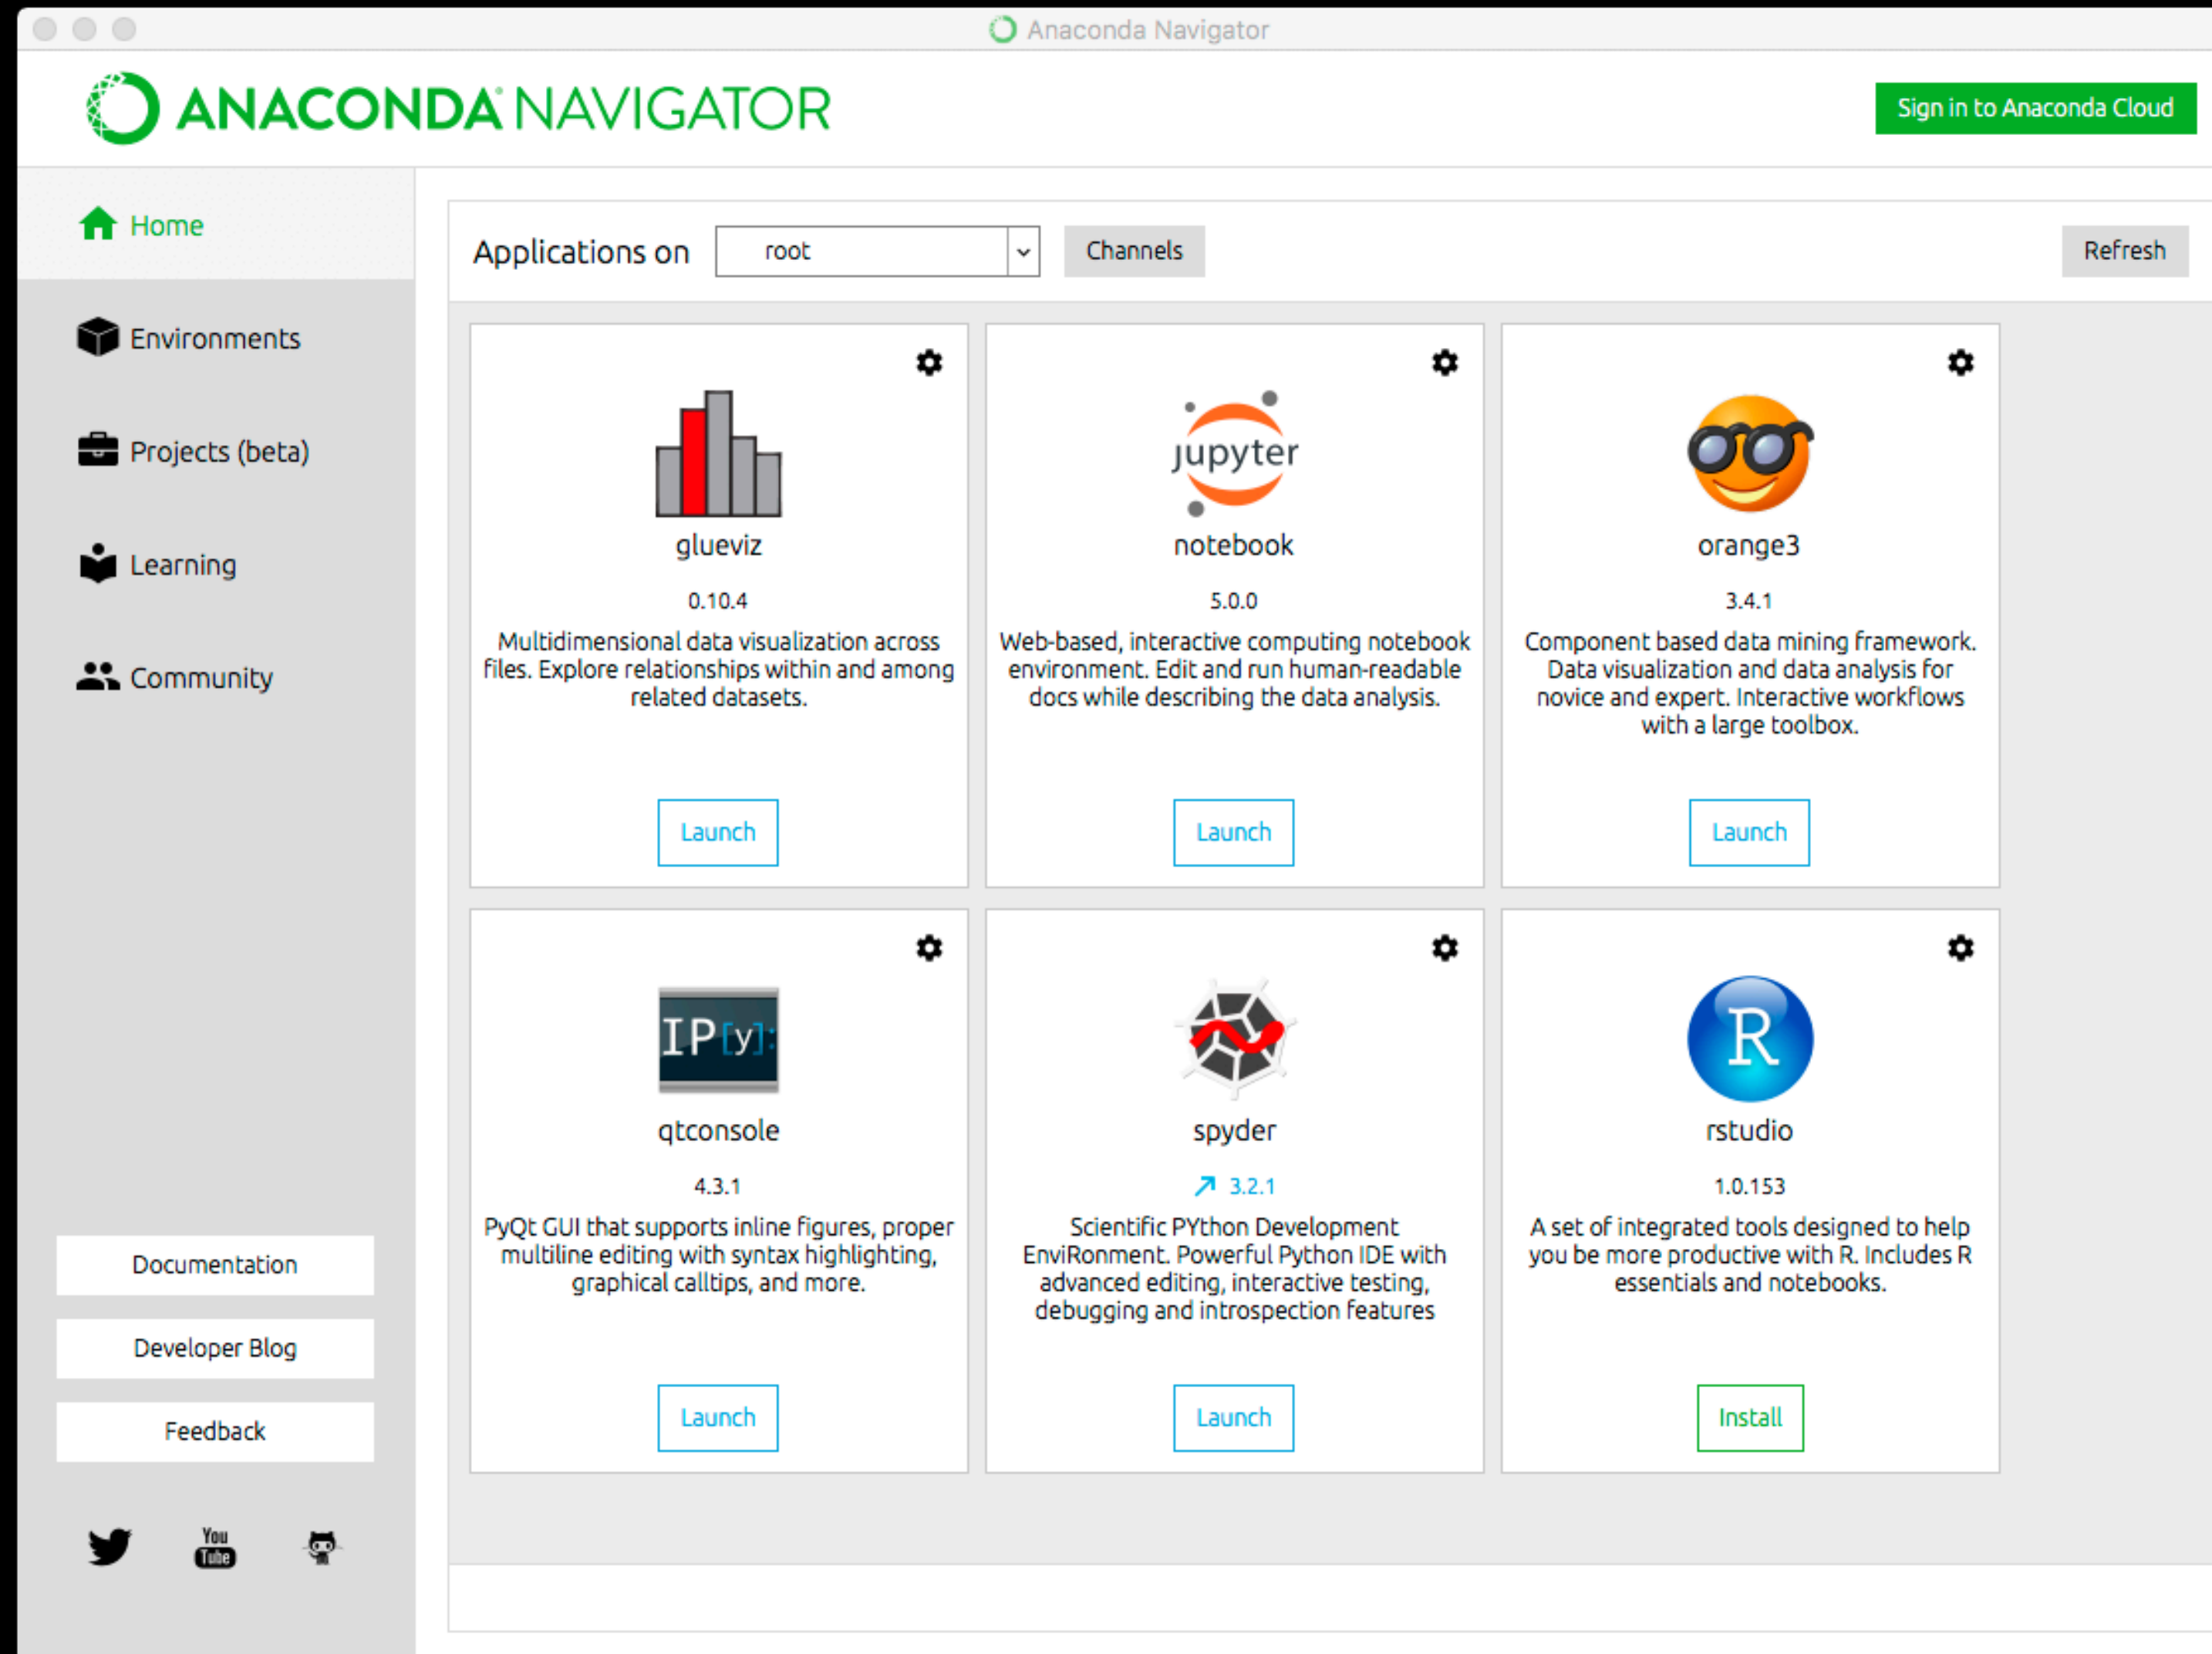 Anaconda Navigator
ANACONDA NAVIGATOR
Sign in to Anaconda Cloud
Home
Environments
Projects (beta)
Learning
Community
Documentation
Developer Blog
Feedback
You
Tube
Applications on root Channels Refresh
glueviz
0.10.4
Multidimensional data visualization across
files. Explore relationships within and among
related datasets.
Launch
jupyter
notebook
5.0.0
Web-based, interactive computing notebook
environment. Edit and run human-readable
docs while describing the data analysis.
Launch
orange3
3.4.1
Component based data mining framework.
Data visualization and data analysis for
novice and expert. Interactive workflows
with a large toolbox.
Launch
IP[y]:
qtconsole
4.3.1
PyQt GUI that supports inline figures, proper
multiline editing with syntax highlighting,
graphical calltips, and more.
Launch
spyder
3.2.1
Scientific PYthon Development
EnviRonment. Powerful Python IDE with
advanced editing, interactive testing,
debugging and introspection features
Launch
R
rstudio
1.0.153
A set of integrated tools designed to help
you be more productive with R. Includes R
essentials and notebooks.
Install